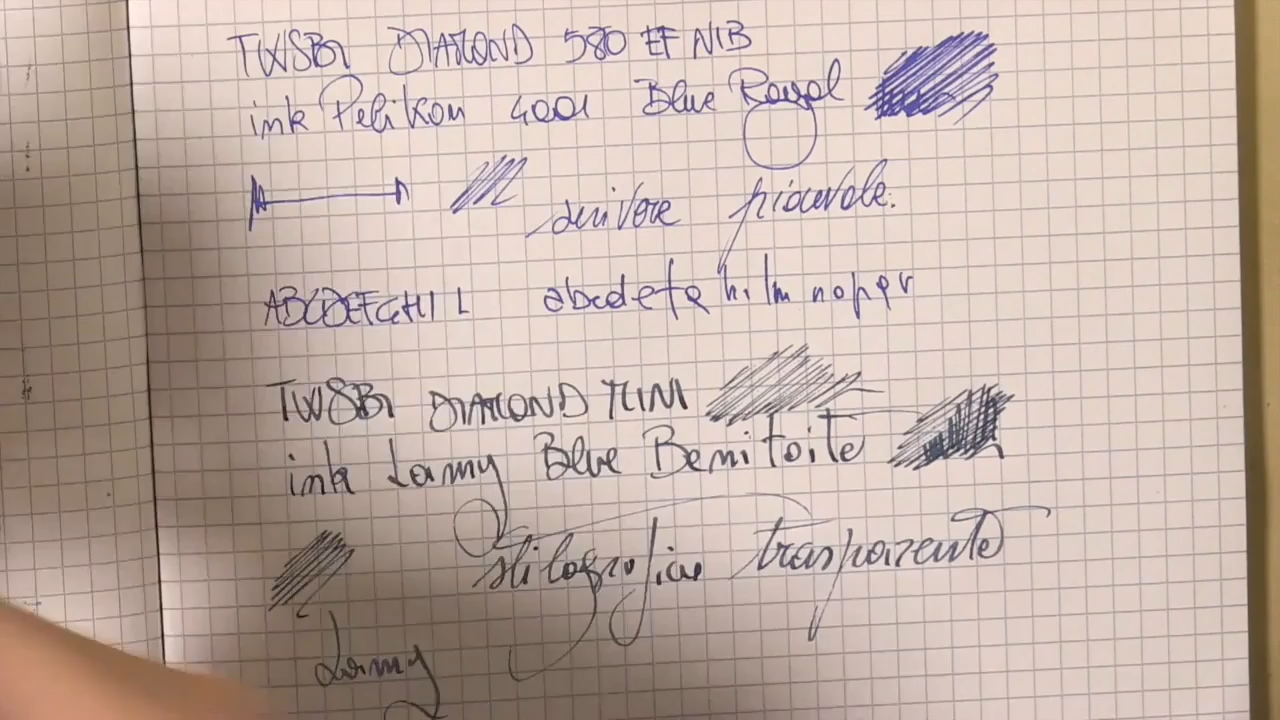 TWSBI DIAMOND 580 EF NIB
ink Pelikan 4001 Blue Royal
scrivere piacevole.
ABCDEFGHIL abcdefg hilm nopqr
TWSBI DIAMOND MINI
ink Lamy Blue Benitoite
stilografica trasparente
Lamy